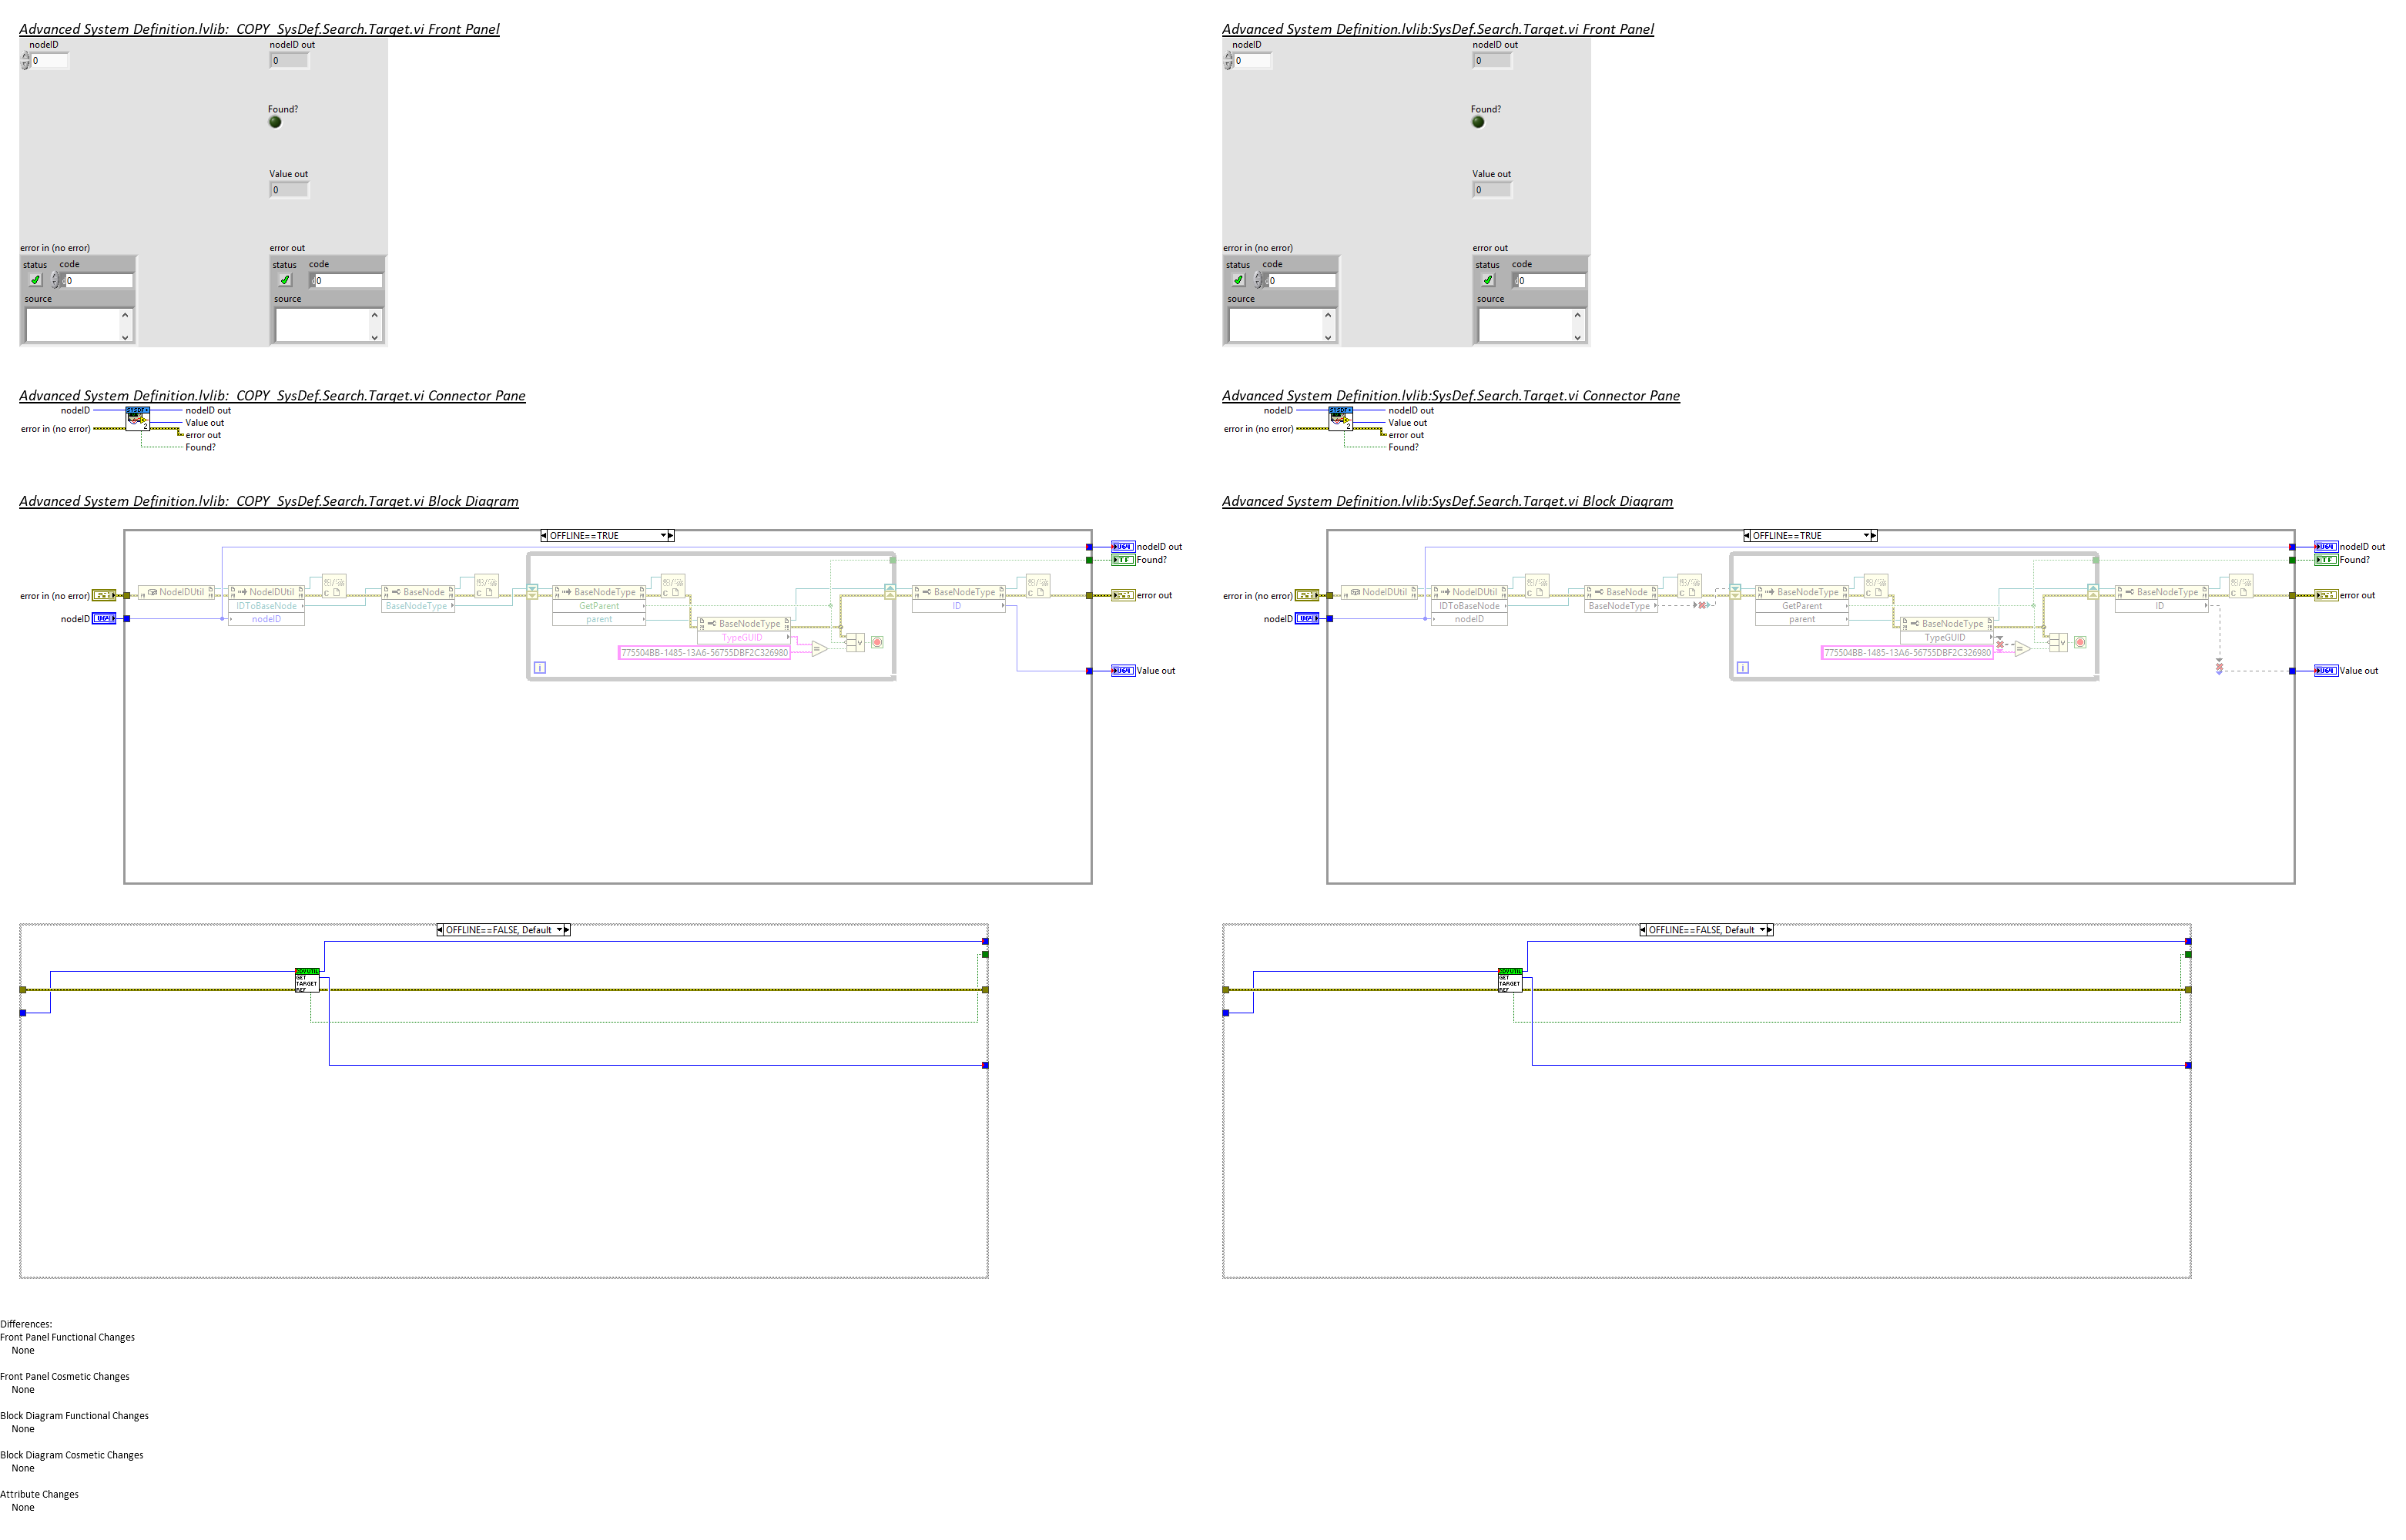 Advanced System Definition.lvlib:  COPY  SysDef.Search.Target.vi Front Panel
nodeID
0
nodeID out
0
Found?
Value out
0
error in (no error)
status code
0
source
error out
status code
0
source
Advanced System Definition.lvlib:SysDef.Search.Target.vi Front Panel
nodeID
0
nodeID out
0
Found?
Value out
0
error in (no error)
status code
0
source
error out
status code
0
source
Advanced System Definition.lvlib:  COPY  SysDef.Search.Target.vi Connector Pane
nodeID
error in (no error)
2
nodeID out
Value out
error out
Found?
Advanced System Definition.lvlib:SysDef.Search.Target.vi Connector Pane
nodeID
error in (no error)
2
nodeID out
Value out
error out
Found?
Advanced System Definition.lvlib:  COPY  SysDef.Search.Target.vi Block Diagram
OFFLINE==TRUE
nodeID out
Found?
error in (no error)
NodeIDUtil
NodeIDUtil
IDToBaseNode
nodeID
BaseNode
BaseNodeType
BaseNodeType
GetParent
parent
BaseNodeType
TypeGUID
775504BB-1485-13A6-56755DBF2C326980
i
BaseNodeType
ID
error out
nodeID
Value out
OFFLINE==FALSE, Default
GET
TARGET
REF
Advanced System Definition.lvlib:SysDef.Search.Target.vi Block Diagram
OFFLINE==TRUE
nodeID out
Found?
error in (no error)
NodeIDUtil
NodeIDUtil
IDToBaseNode
nodeID
BaseNode
BaseNodeType
BaseNodeType
GetParent
parent
BaseNodeType
TypeGUID
775504BB-1485-13A6-56755DBF2C326980
i
BaseNodeType
ID
error out
nodeID
Value out
OFFLINE==FALSE, Default
GET
TARGET
REF
Differences:
Front Panel Functional Changes
None
Front Panel Cosmetic Changes
None
Block Diagram Functional Changes
None
Block Diagram Cosmetic Changes
None
Attribute Changes
None